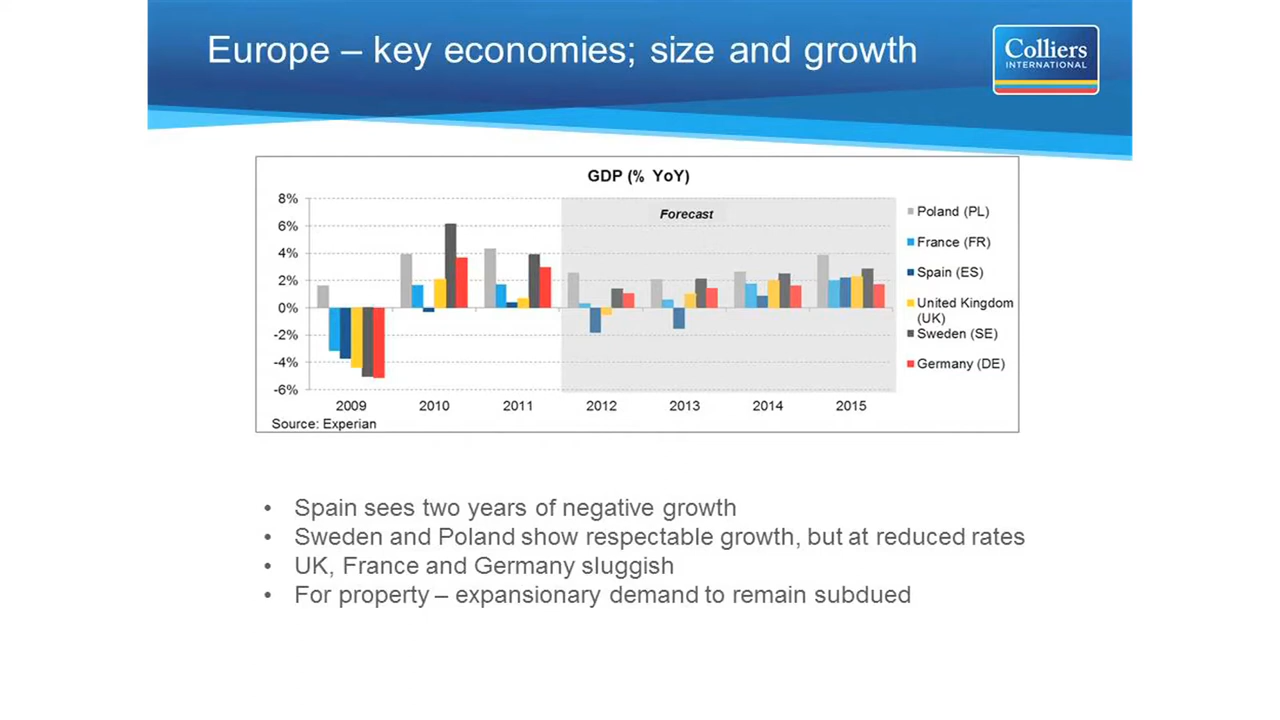 Europe – key economies; size and growth
Colliers
INTERNATIONAL
GDP (% YoY)
8%
6%
4%
2%
0%
-2%
-4%
-6%
Forecast
2009 2010 2011 2012 2013 2014 2015
Source: Experian
Poland (PL)
France (FR)
Spain (ES)
United Kingdom
(UK)
Sweden (SE)
Germany (DE)
• Spain sees two years of negative growth
• Sweden and Poland show respectable growth, but at reduced rates
• UK, France and Germany sluggish
• For property – expansionary demand to remain subdued